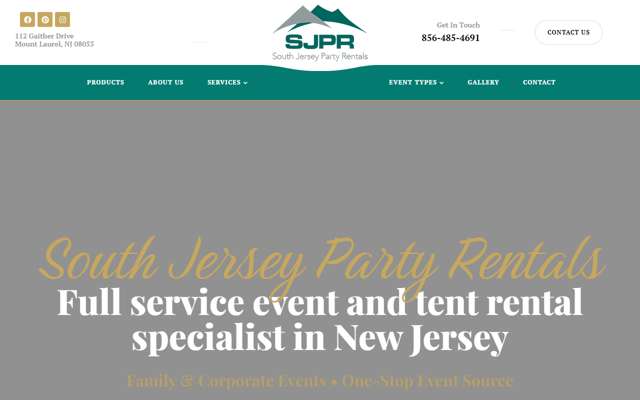 112 Gaither Drive
Mount Laurel, NJ 08055
SJPR
South Jersey Party Rentals
Get In Touch
856-485-4691
CONTACT US
PRODUCTS
ABOUT US
SERVICES
EVENT TYPES
GALLERY
CONTACT
South Jersey Party Rentals
Full service event and tent rental
specialist in New Jersey
Family & Corporate Events • One-Stop Event Source